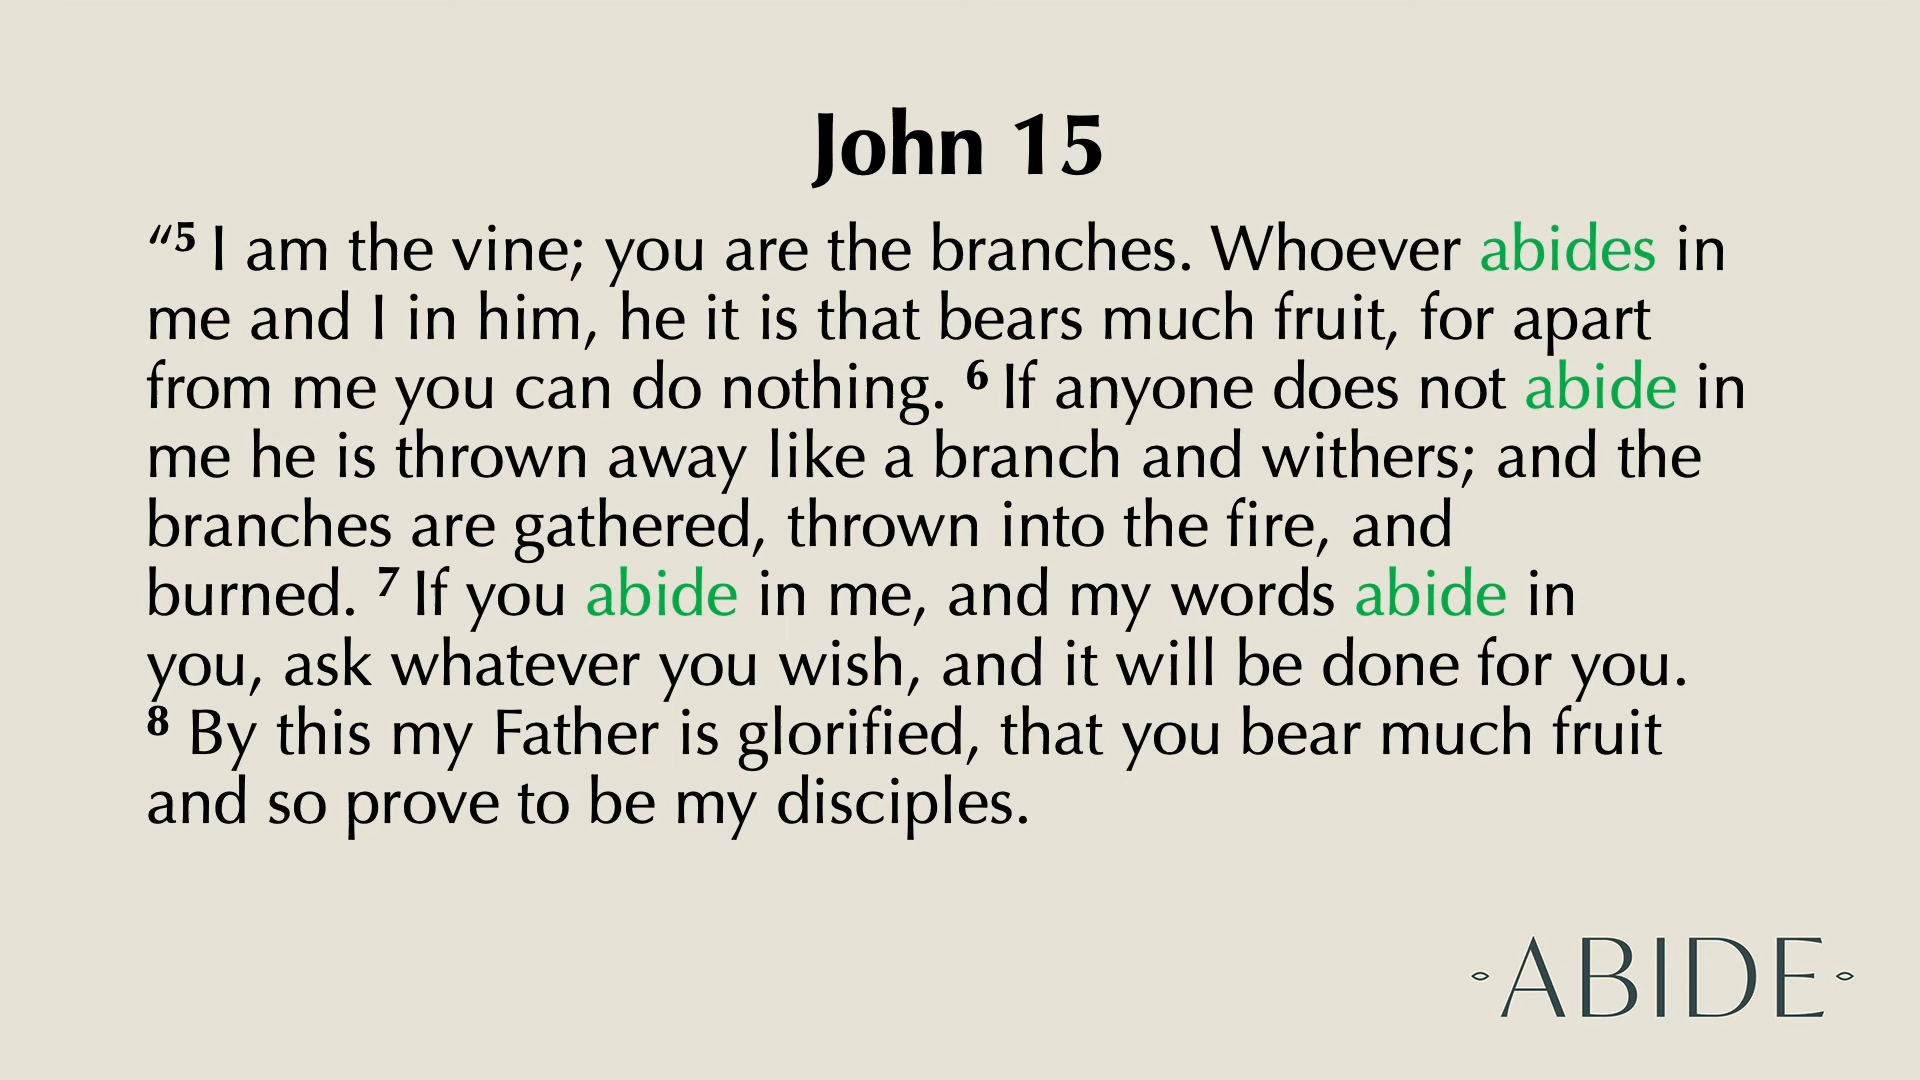 John 15
“5 I am the vine; you are the branches. Whoever abides in
me and I in him, he it is that bears much fruit, for apart
from me you can do nothing. 6 If anyone does not abide in
me he is thrown away like a branch and withers; and the
branches are gathered, thrown into the fire, and
burned. 7 If you abide in me, and my words abide in
you, ask whatever you wish, and it will be done for you.
8 By this my Father is glorified, that you bear much fruit
and so prove to be my disciples.
ABIDE